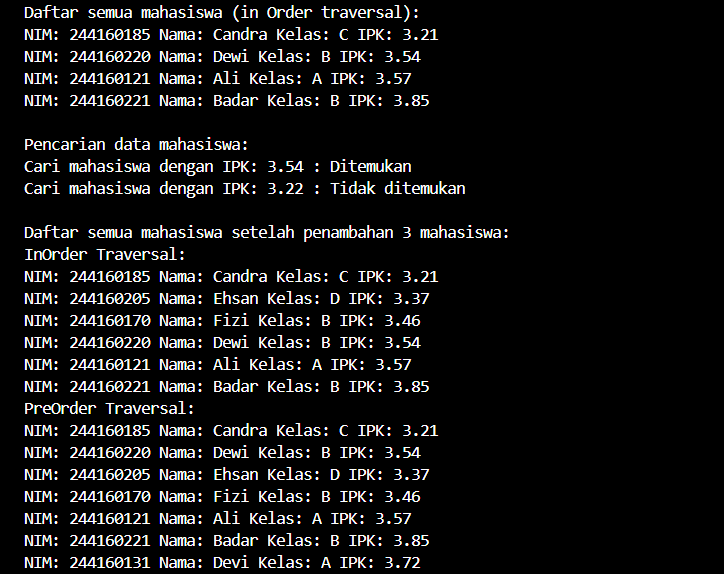 Daftar semua mahasiswa (in Order traversal):
NIM: 244160185 Nama: Candra Kelas: C IPK: 3.21
NIM: 244160220 Nama: Dewi Kelas: B IPK: 3.54
NIM: 244160121 Nama: Ali Kelas: A IPK: 3.57
NIM: 244160221 Nama: Badar Kelas: B IPK: 3.85
Pencarian data mahasiswa:
Cari mahasiswa dengan IPK: 3.54 : Ditemukan
Cari mahasiswa dengan IPK: 3.22 : Tidak ditemukan
Daftar semua mahasiswa setelah penambahan 3 mahasiswa:
InOrder Traversal:
NIM: 244160185 Nama: Candra Kelas: C IPK: 3.21
NIM: 244160205 Nama: Ehsan Kelas: D IPK: 3.37
NIM: 244160170 Nama: Fizi Kelas: B IPK: 3.46
NIM: 244160220 Nama: Dewi Kelas: B IPK: 3.54
NIM: 244160121 Nama: Ali Kelas: A IPK: 3.57
NIM: 244160221 Nama: Badar Kelas: B IPK: 3.85
PreOrder Traversal:
NIM: 244160185 Nama: Candra Kelas: C IPK: 3.21
NIM: 244160220 Nama: Dewi Kelas: B IPK: 3.54
NIM: 244160205 Nama: Ehsan Kelas: D IPK: 3.37
NIM: 244160170 Nama: Fizi Kelas: B IPK: 3.46
NIM: 244160121 Nama: Ali Kelas: A IPK: 3.57
NIM: 244160221 Nama: Badar Kelas: B IPK: 3.85
NIM: 244160131 Nama: Devi Kelas: A IPK: 3.72